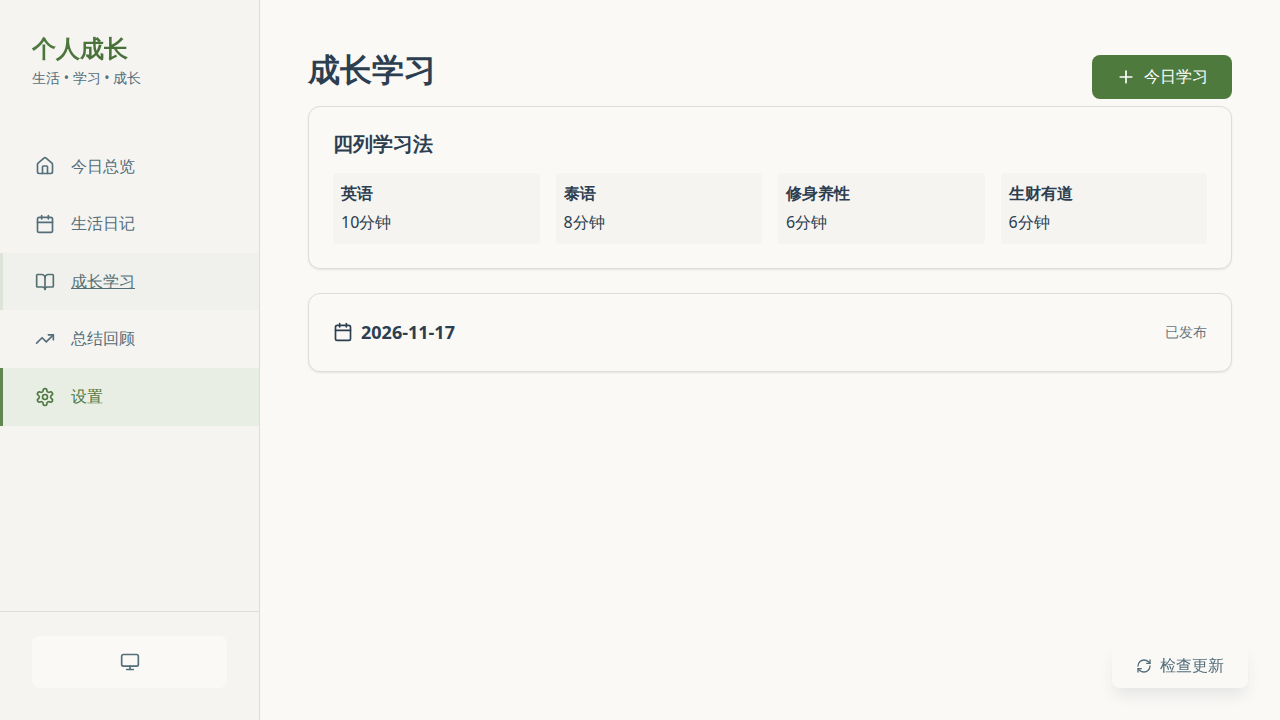 个人成长
生活 • 学习 • 成长
今日总览
生活日记
成长学习
总结回顾
设置
成长学习
今日学习
四列学习法
英语
10分钟
泰语
8分钟
修身养性
6分钟
生财有道
6分钟
2026-11-17
已发布
检查更新